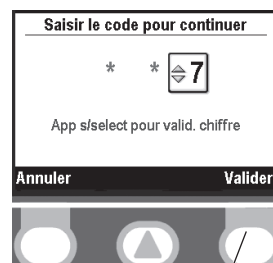 Saisir le code pour continuer
* * 7
App s/select pour valid. chiffre
Annuler Valider